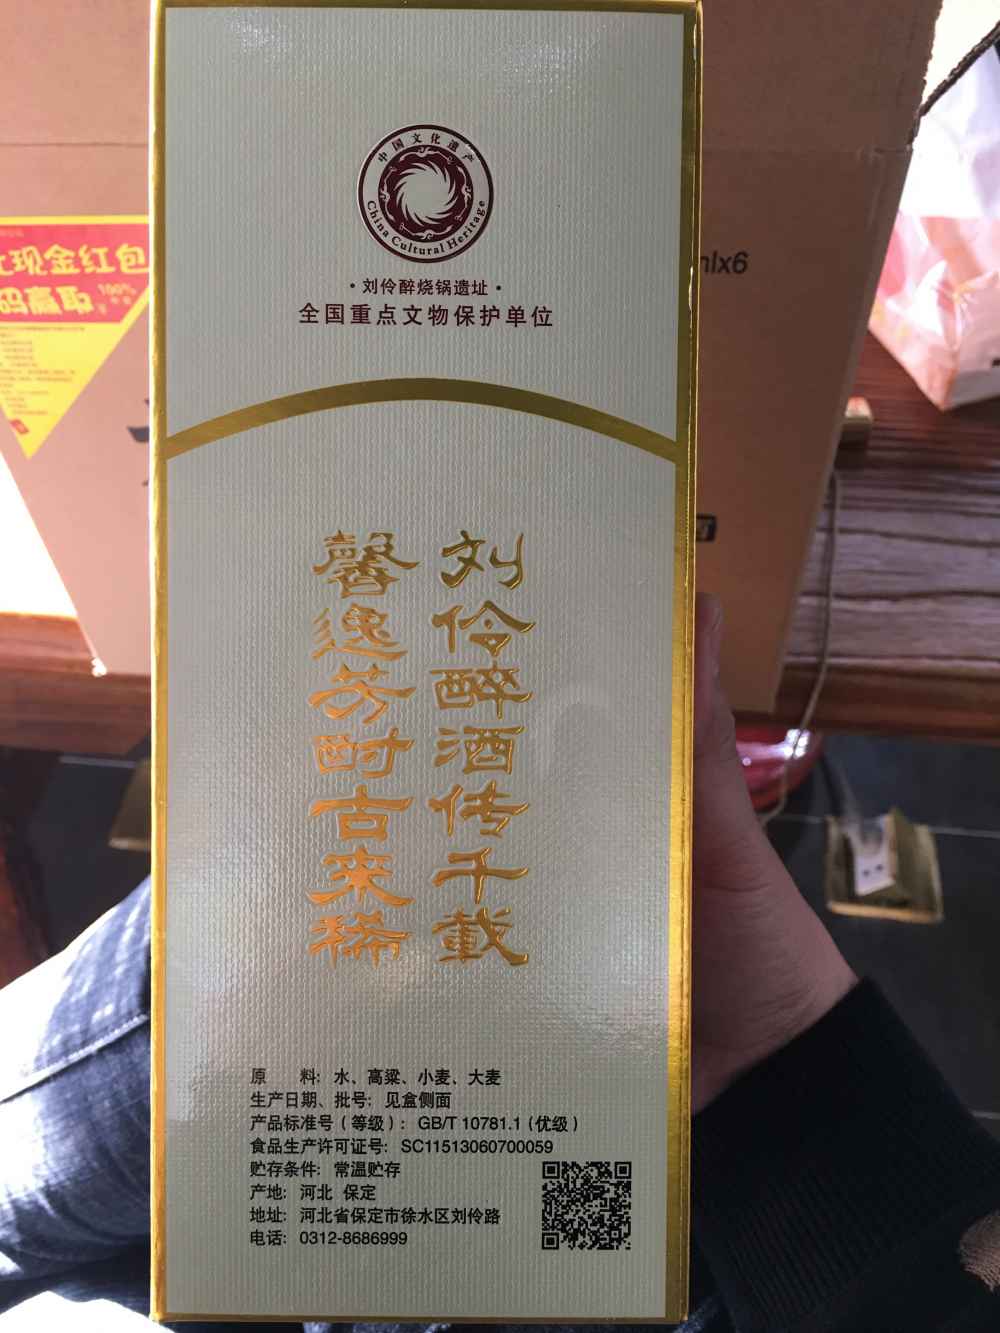 中国文化遗产
China Cultural Heritage
·刘伶醉烧锅遗址·
全国重点文物保护单位
刘伶醉酒传千载
馨逸芳酎古来稀
原 料：水、高粱、小麦、大麦
生产日期、批号：见盒侧面
产品标准号（等级）：GB/T 10781.1（优级）
食品生产许可证号：SC11513060700059
贮存条件：常温贮存
产地：河北 保定
地址：河北省保定市徐水区刘伶路
电话：0312-8686999
现金红包
码赢取 100%
mlx6